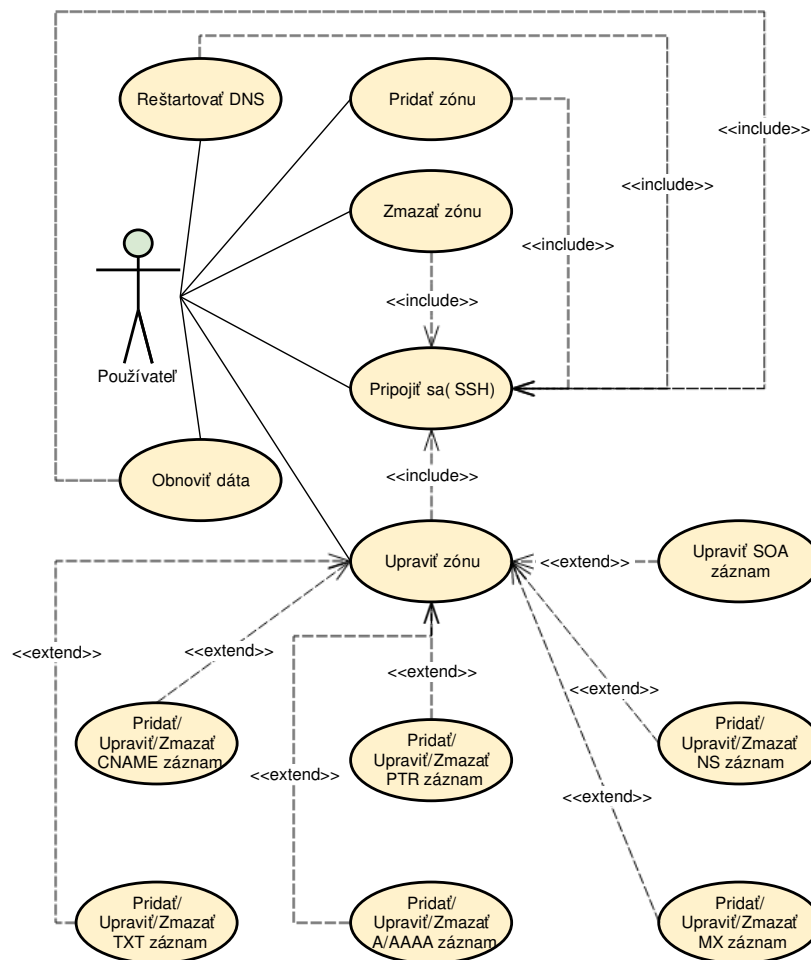 Reštartovať DNS
Pridať zónu
<<include>>
<<include>>
Zmazať zónu
<<include>>
<<include>>
Používateľ
Pripojiť sa( SSH)
Obnoviť dáta
<<include>>
Upraviť zónu
<<extend>>
Upraviť SOA
záznam
<<extend>>
<<extend>>
<<extend>>
<<extend>>
Pridať/
Upraviť/Zmazať
CNAME záznam
Pridať/
Upraviť/Zmazať
PTR záznam
Pridať/
Upraviť/Zmazať
NS záznam
<<extend>>
<<extend>>
Pridať/
Upraviť/Zmazať
TXT záznam
Pridať/
Upraviť/Zmazať
A/AAAA záznam
Pridať/
Upraviť/Zmazať
MX záznam